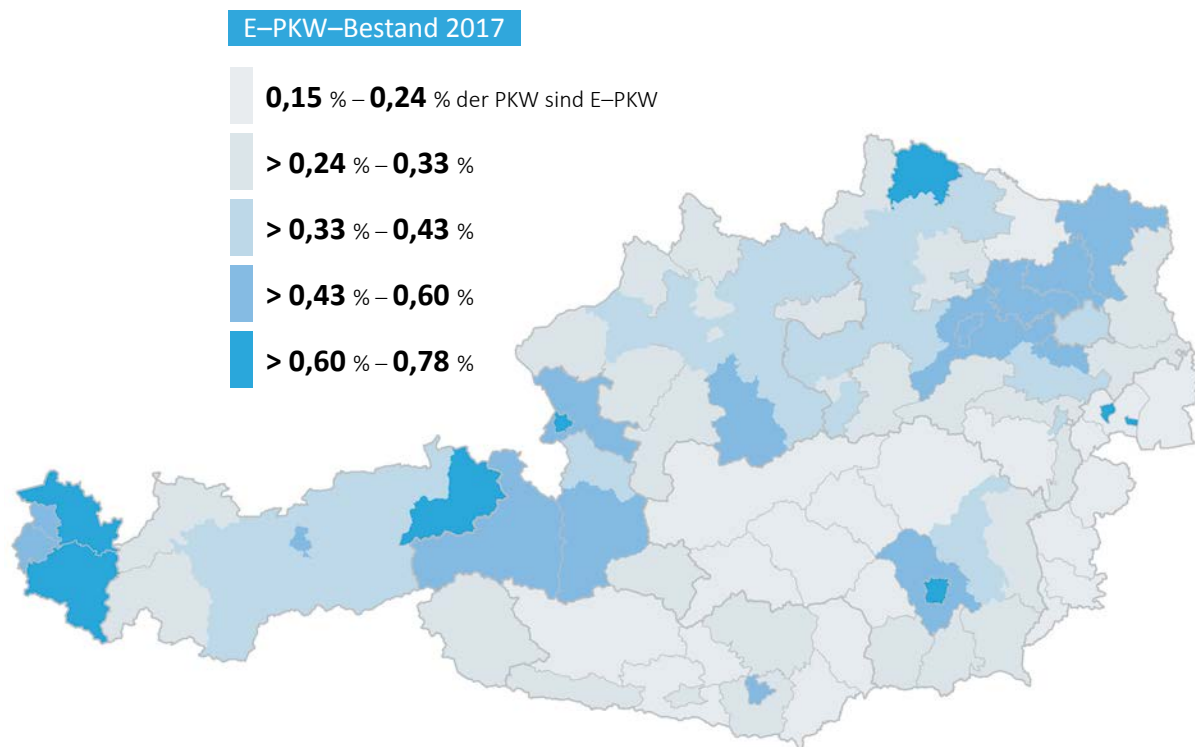 E–PKW–Bestand 2017
0,15 % – 0,24 % der PKW sind E–PKW
> 0,24 % – 0,33 %
> 0,33 % – 0,43 %
> 0,43 % – 0,60 %
> 0,60 % – 0,78 %